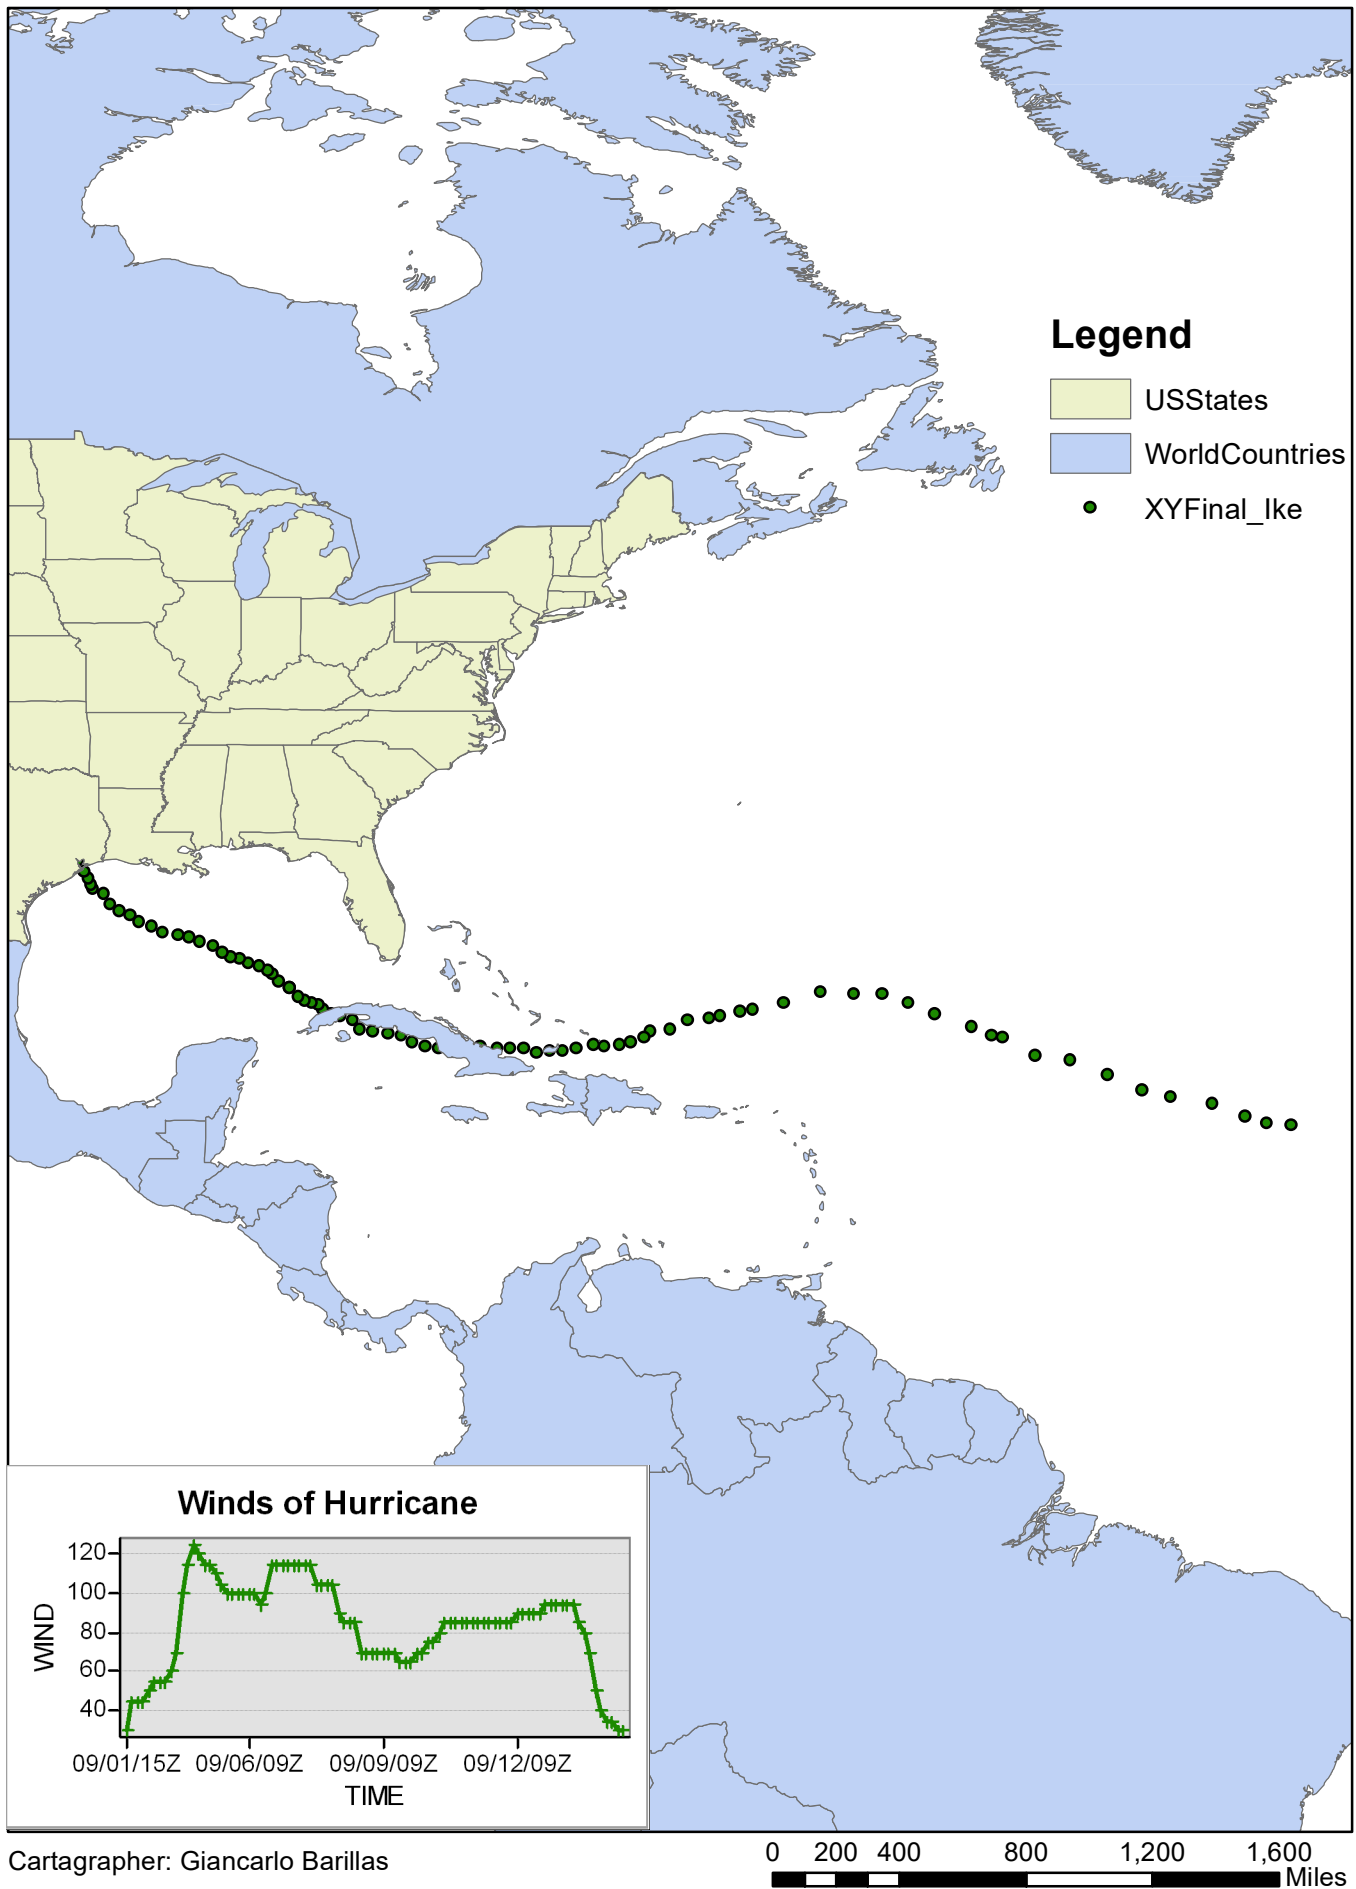 Legend
USStates
WorldCountries
XYFinal_Ike
Winds of Hurricane
120
100
80
60
40
WIND
09/01/15Z 09/06/09Z 09/09/09Z 09/12/09Z
TIME
Cartagrapher: Giancarlo Barillas
0 200 400 800 1,200 1,600
Miles